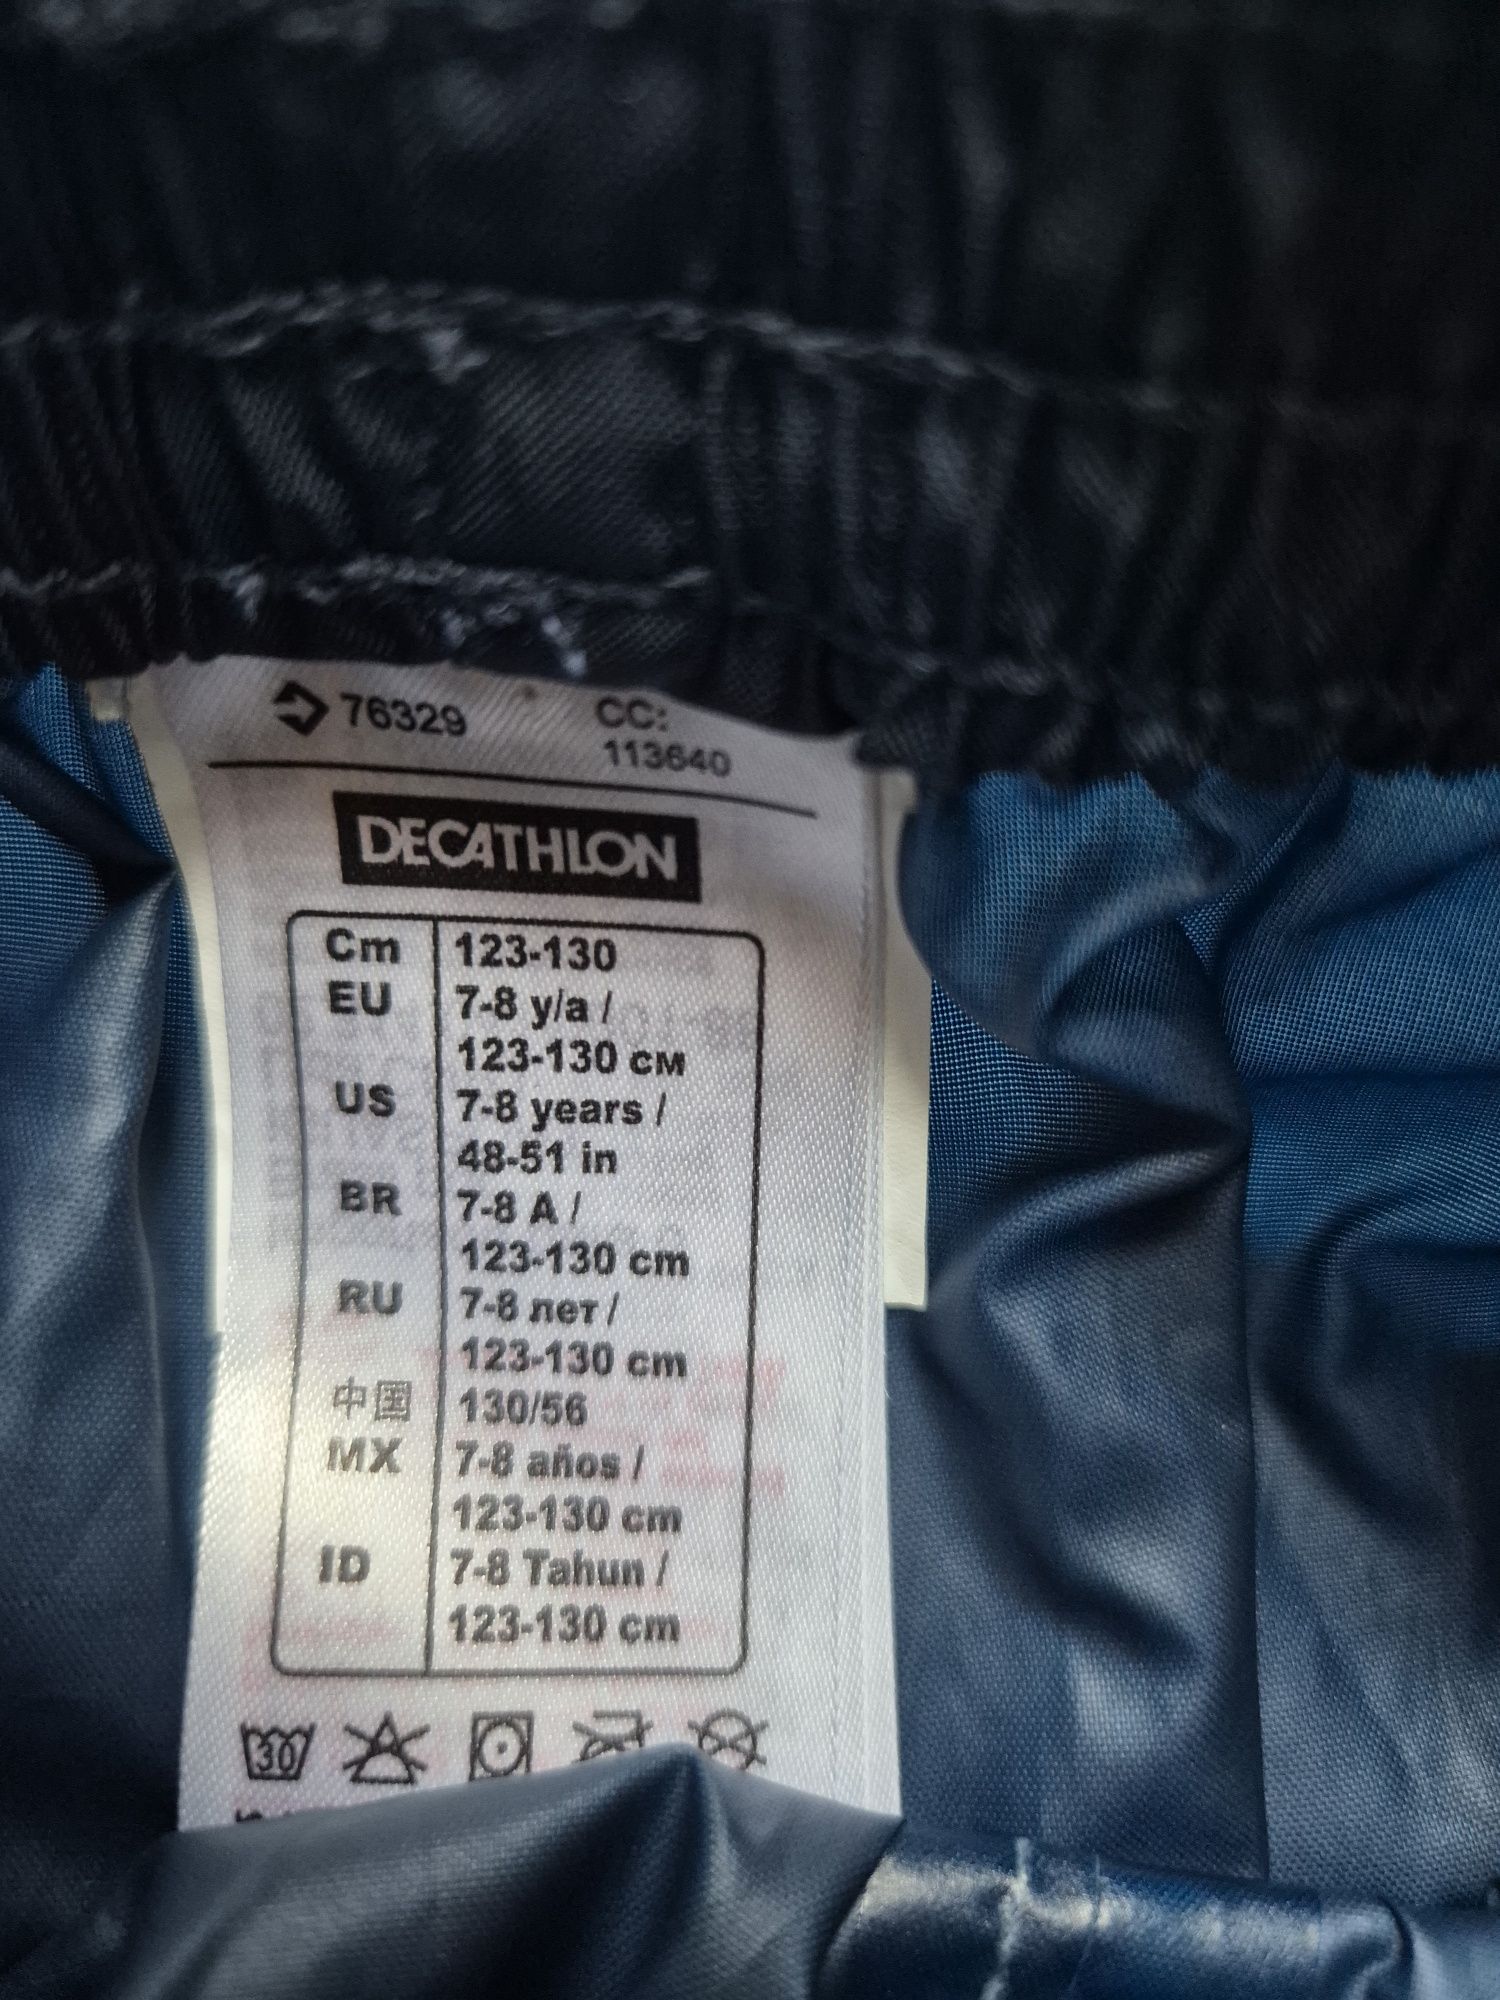 76329
CC:
113640
DECATHLON
Cm 123-130
EU 7-8 y/a /
123-130 см
US 7-8 years /
48-51 in
BR 7-8 A /
123-130 cm
RU 7-8 лет /
123-130 cm
中国 130/56
MX 7-8 años /
123-130 cm
ID 7-8 Tahun /
123-130 cm
30